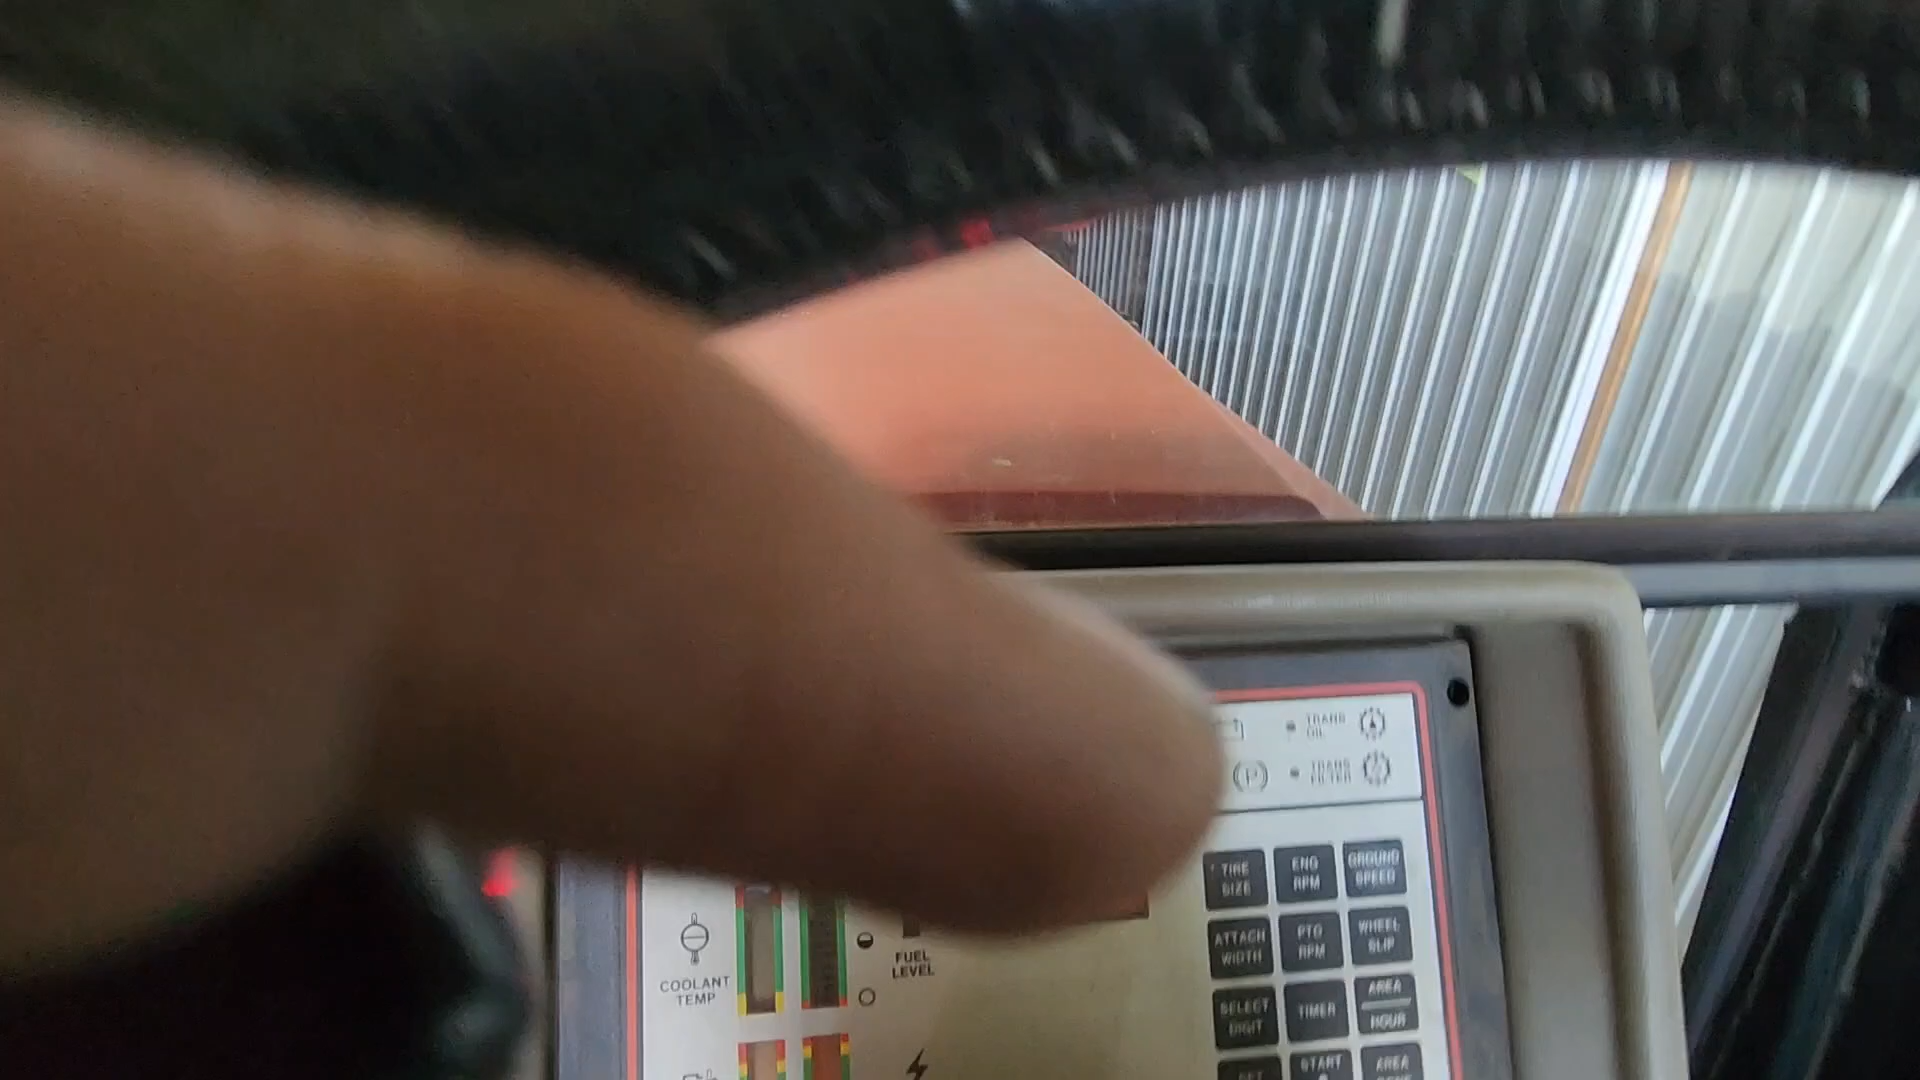 TRANS
OIL
P
TRANS
FILTER
TIRE
SIZE
ENG
RPM
GROUND
SPEED
ATTACH
WIDTH
PTO
RPM
WHEEL
SLIP
SELECT
DIGIT
TIMER
AREA
HOUR
SET
START
AREA
COOLANT
TEMP
FUEL
LEVEL